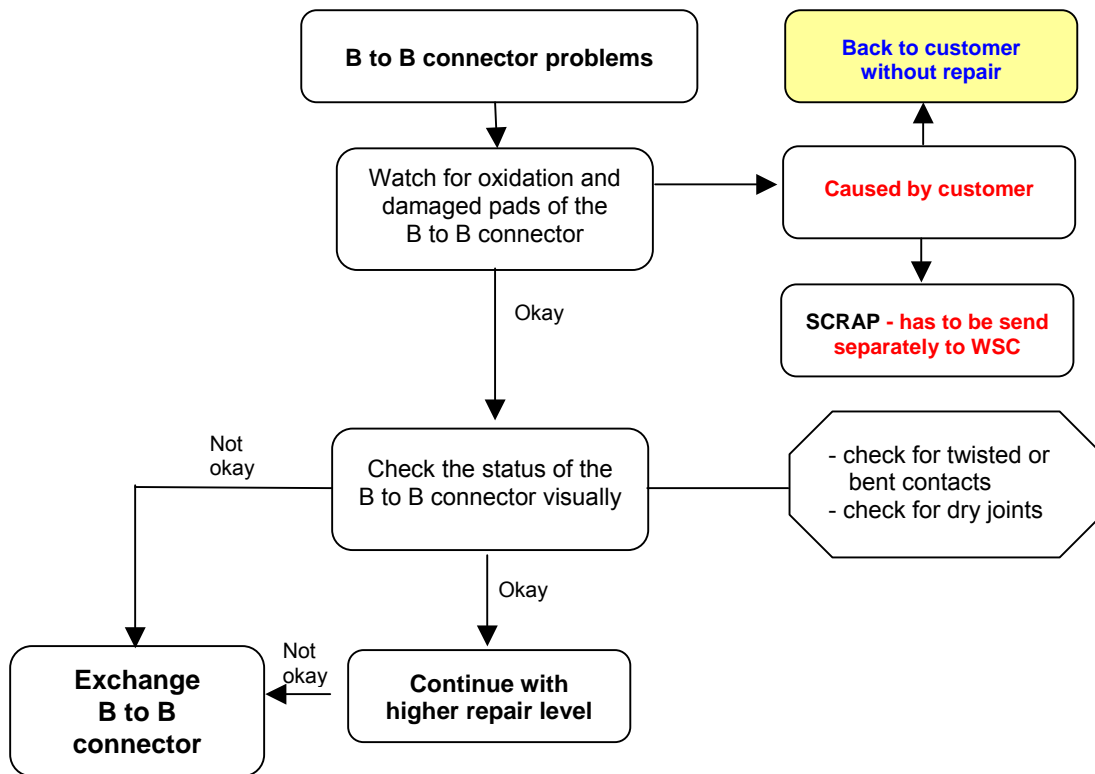 B to B connector problems
Back to customer
without repair
Watch for oxidation and
damaged pads of the
B to B connector
Caused by customer
Okay
SCRAP - has to be send
separately to WSC
Not
okay
Check the status of the
B to B connector visually
- check for twisted or
bent contacts
- check for dry joints
Okay
Exchange
B to B
connector
Not
okay
Continue with
higher repair level